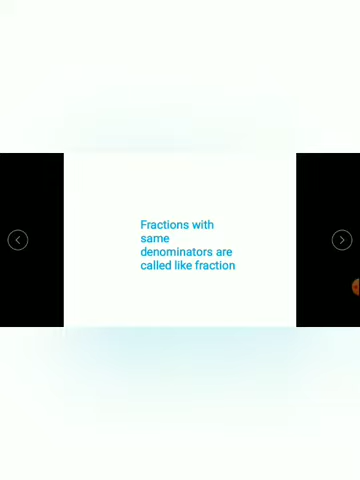 Fractions with
same
denominators are
called like fraction